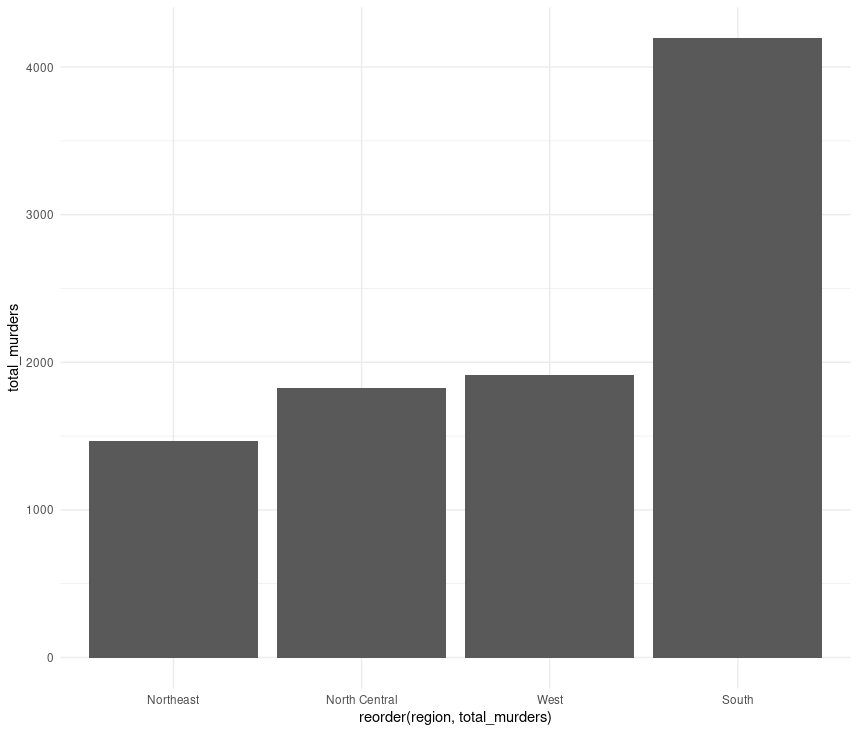 4000
3000
2000
1000
0
total_murders
Northeast
North Central
West
South
reorder(region, total_murders)